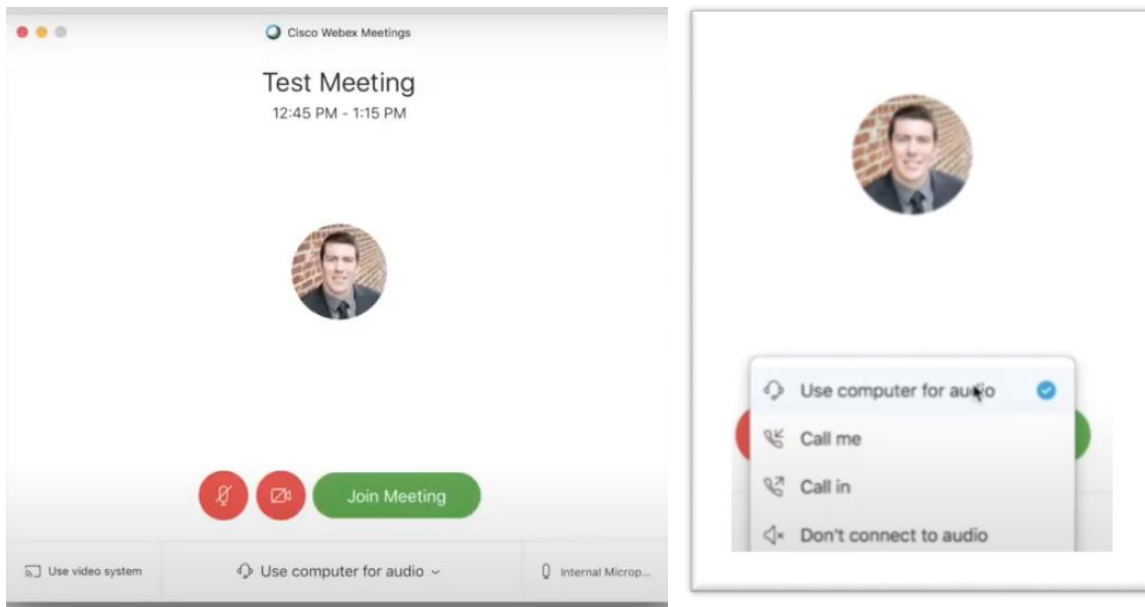 Cisco Webex Meetings
Test Meeting
12:45 PM - 1:15 PM
Join Meeting
Use video system
Use computer for audio
Internal Microp...
Use computer for audio
Call me
Call in
Don't connect to audio